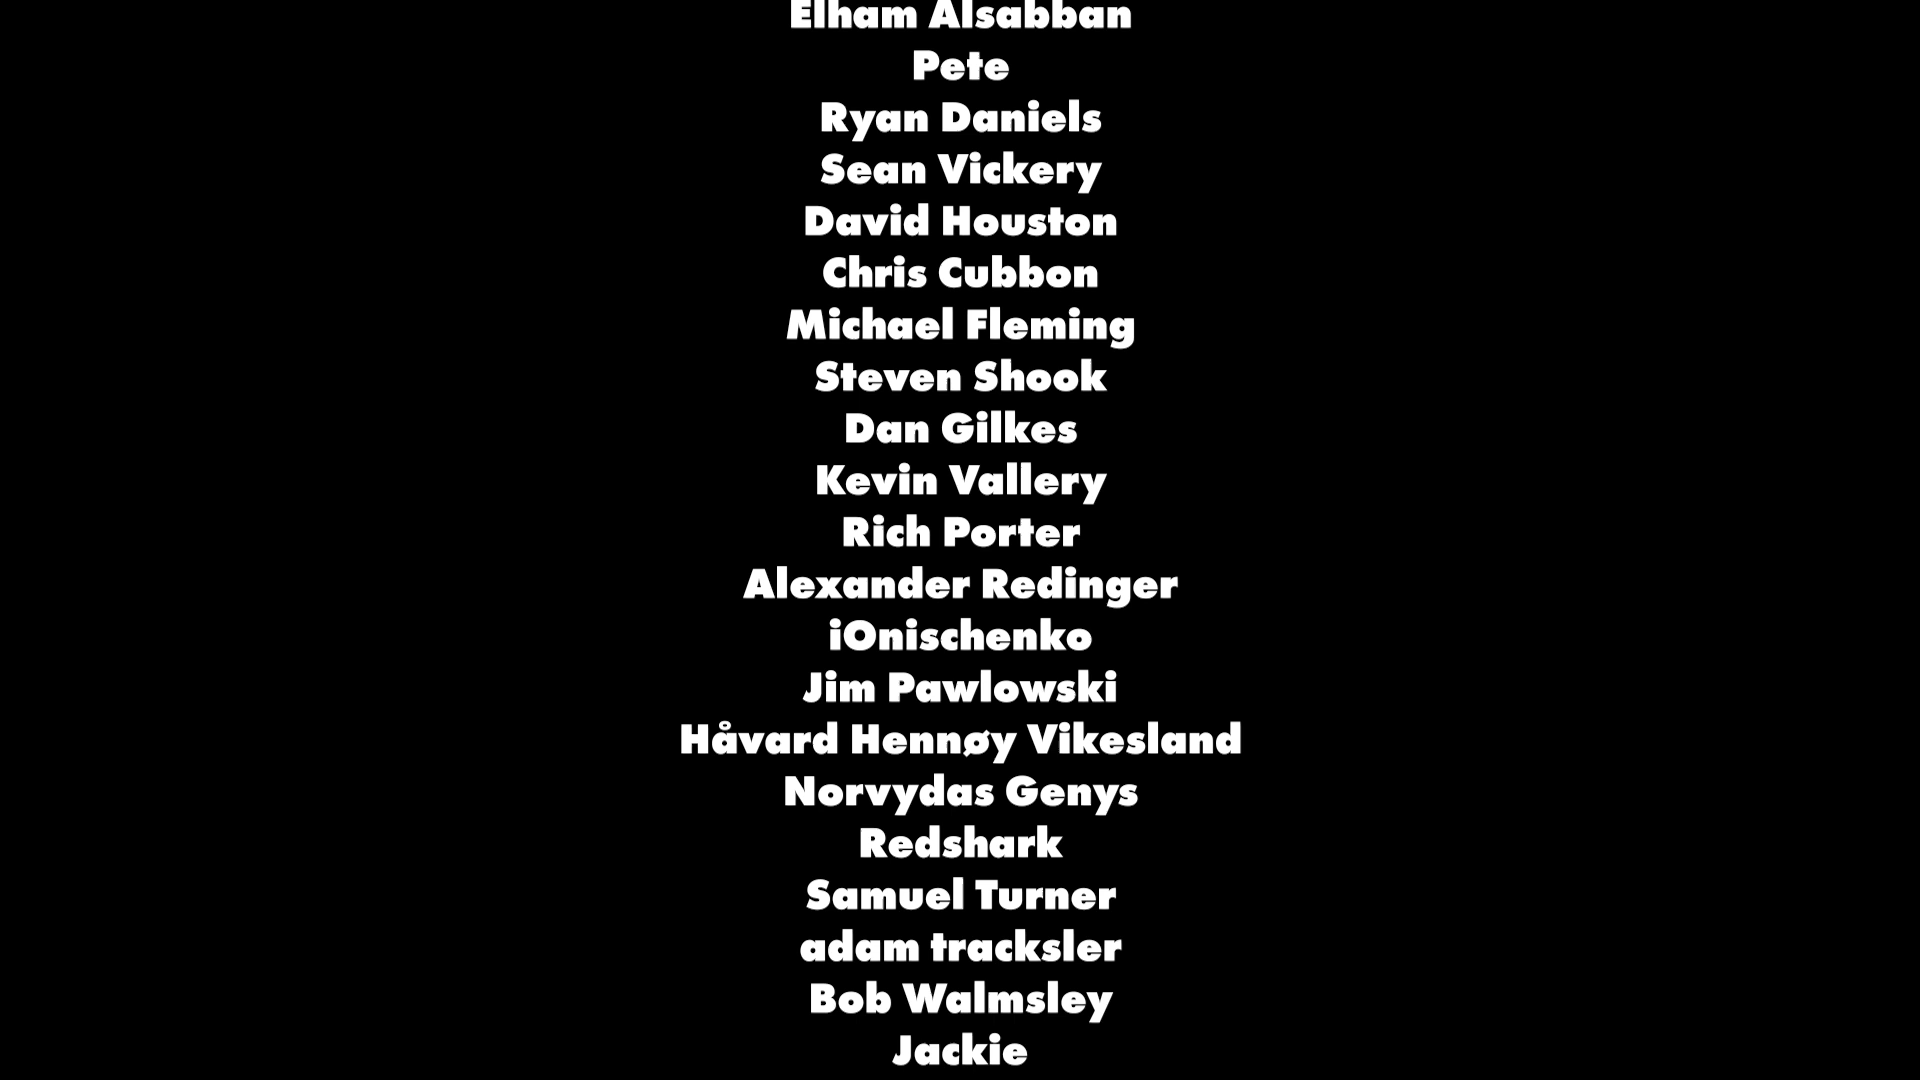 Elham Alsabban
Pete
Ryan Daniels
Sean Vickery
David Houston
Chris Cubbon
Michael Fleming
Steven Shook
Dan Gilkes
Kevin Vallery
Rich Porter
Alexander Redinger
iOnischenko
Jim Pawlowski
Håvard Hennøy Vikesland
Norvydas Genys
Redshark
Samuel Turner
adam tracksler
Bob Walmsley
Jackie